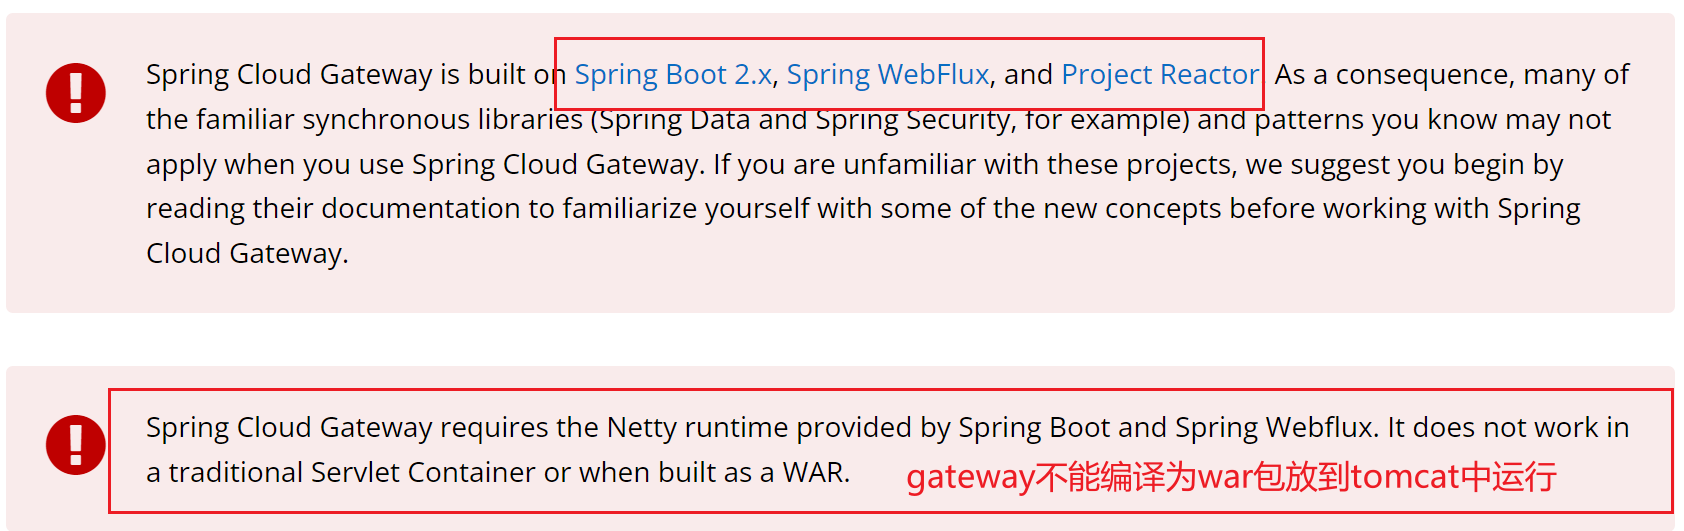 Spring Cloud Gateway is built on Spring Boot 2.x, Spring WebFlux, and Project Reactor. As a consequence, many of
the familiar synchronous libraries (Spring Data and Spring Security, for example) and patterns you know may not
apply when you use Spring Cloud Gateway. If you are unfamiliar with these projects, we suggest you begin by
reading their documentation to familiarize yourself with some of the new concepts before working with Spring
Cloud Gateway.
Spring Cloud Gateway requires the Netty runtime provided by Spring Boot and Spring Webflux. It does not work in
a traditional Servlet Container or when built as a WAR.
gateway不能编译为war包放到tomcat中运行